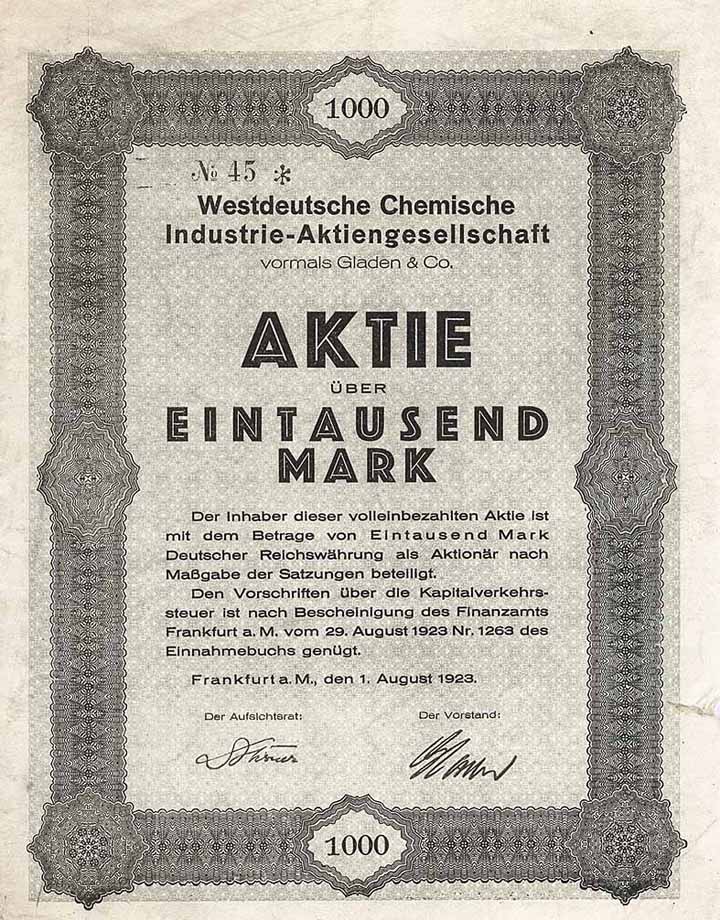 1000
№ 45 *
Westdeutsche Chemische
Industrie-Aktiengesellschaft
vormals Gladen & Co.
AKTIE
ÜBER
EINTAUSEND
MARK
Der Inhaber dieser volleinbezahlten Aktie ist
mit dem Betrage von Eintausend Mark
Deutscher Reichswährung als Aktionär nach
Maßgabe der Satzungen beteiligt.
Den Vorschriften über die Kapitalverkehrs-
steuer ist nach Bescheinigung des Finanzamts
Frankfurt a. M. vom 29. August 1923 Nr. 1263 des
Einnahmebuchs genügt.
Frankfurt a. M., den 1. August 1923.
Der Aufsichtsrat: Der Vorstand:
1000